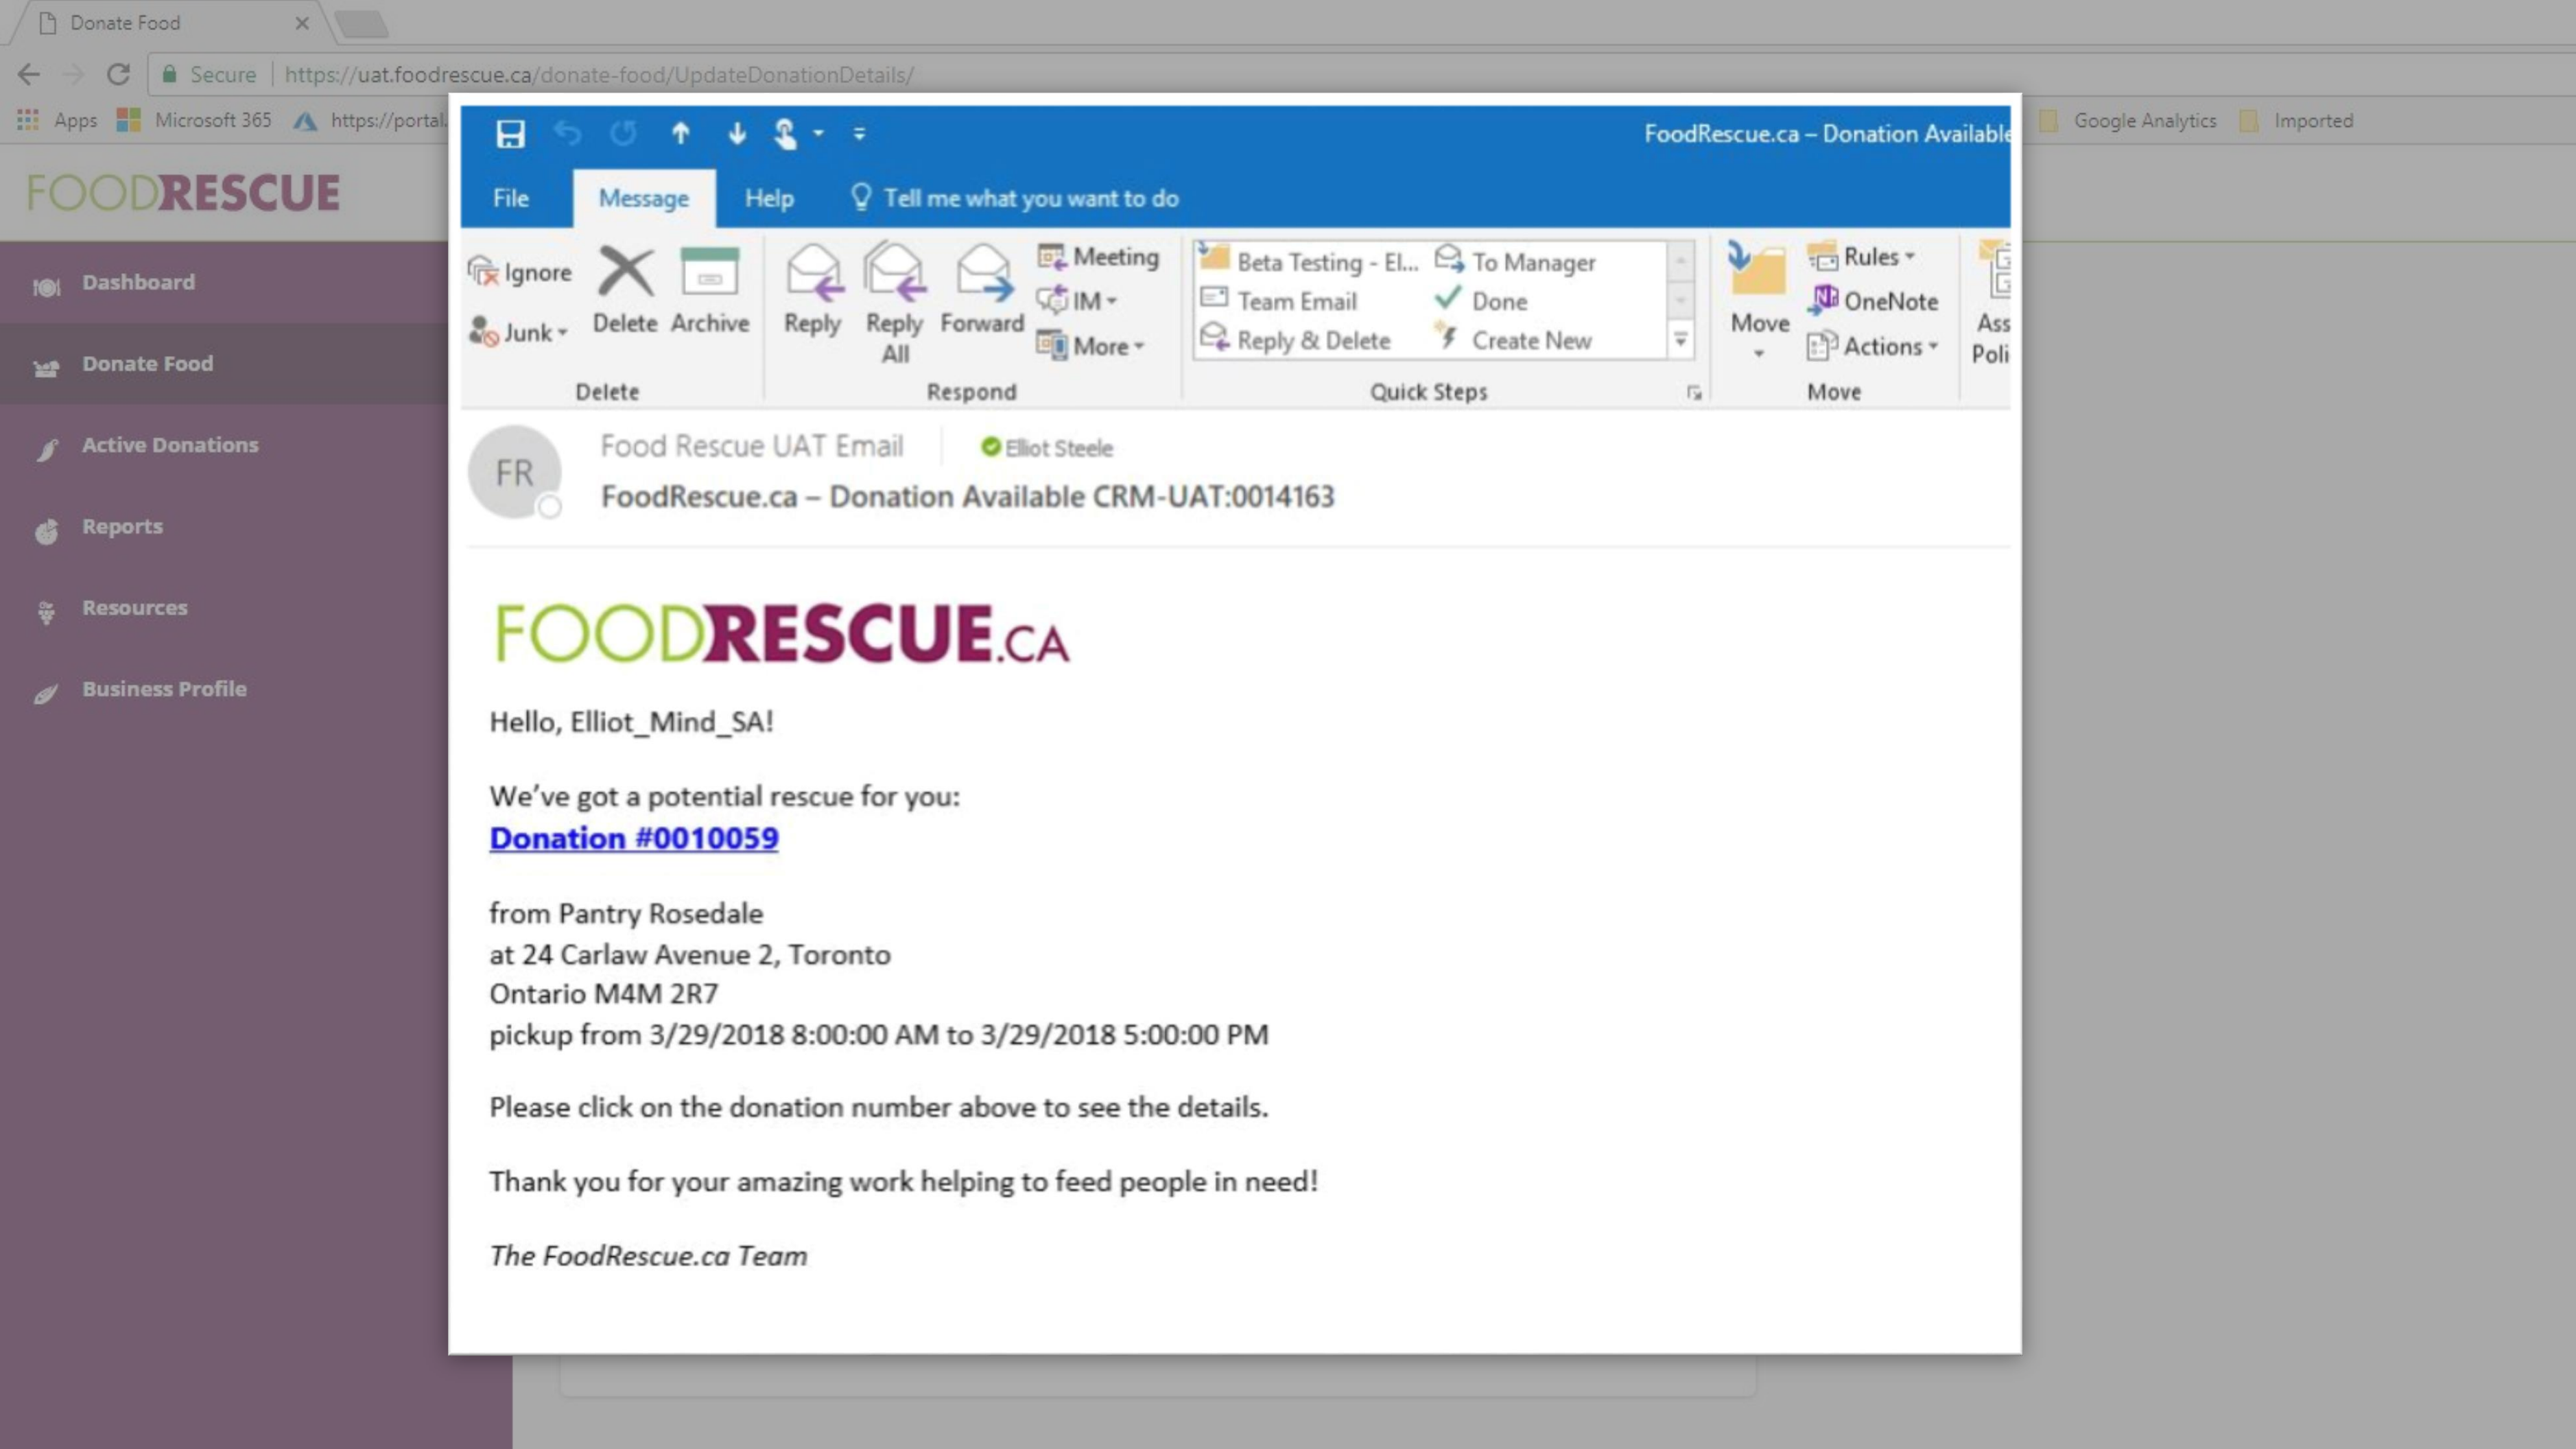 Donate Food
Secure https://uat.foodrescue.ca/donate-food/UpdateDonationDetails/
Apps Microsoft 365 https://portal. Google Analytics Imported
FOODRESCUE
Dashboard
Donate Food
Active Donations
Reports
Resources
Business Profile
FoodRescue.ca – Donation Available
File Message Help Tell me what you want to do
Ignore
Junk
Delete Archive
Delete
Reply Reply All Forward
Meeting
IM
More
Respond
Beta Testing - El... To Manager
Team Email Done
Reply & Delete Create New
Quick Steps
Move
Rules
OneNote
Actions
Move
Ass
Poli
FR
Food Rescue UAT Email Elliot Steele
FoodRescue.ca – Donation Available CRM-UAT:0014163
FOODRESCUE.CA
Hello, Elliot_Mind_SA!
We've got a potential rescue for you:
Donation #0010059
from Pantry Rosedale
at 24 Carlaw Avenue 2, Toronto
Ontario M4M 2R7
pickup from 3/29/2018 8:00:00 AM to 3/29/2018 5:00:00 PM
Please click on the donation number above to see the details.
Thank you for your amazing work helping to feed people in need!
The FoodRescue.ca Team